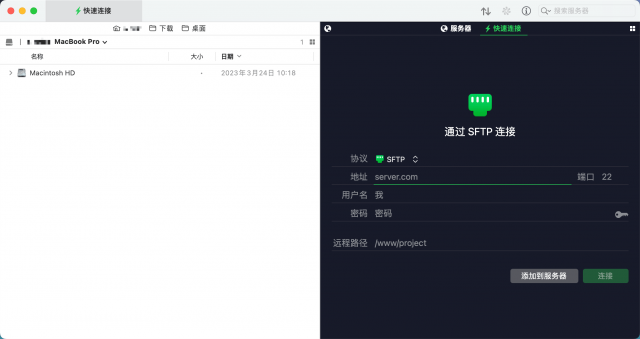 快速连接
搜索服务器
下载 桌面
MacBook Pro
1
名称 大小 日期
Macintosh HD - 2023年3月24日 10:18
服务器 快速连接
通过 SFTP 连接
协议 SFTP
地址 server.com 端口 22
用户名 我
密码 密码
远程路径 /www/project
添加到服务器 连接